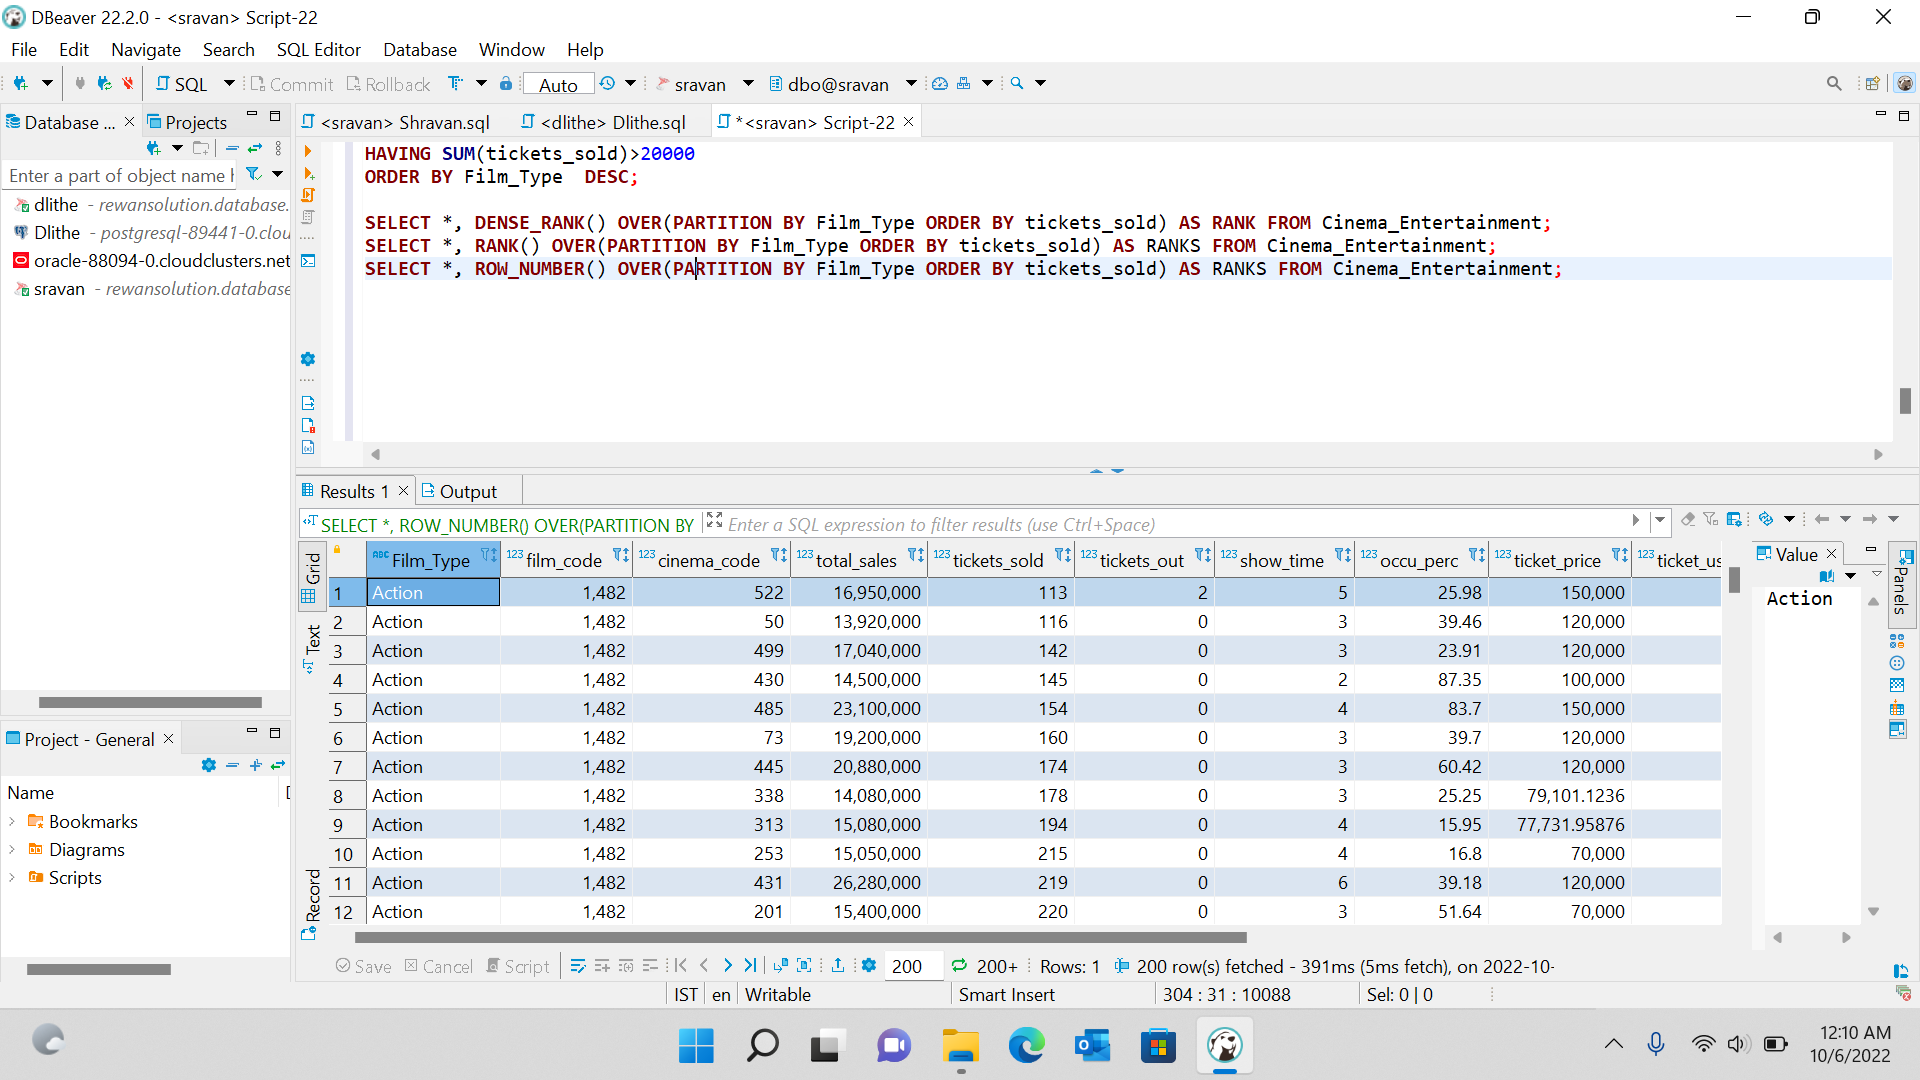 DBeaver 22.2.0 - <sravan> Script-22
File Edit Navigate Search SQL Editor Database Window Help
SQL Commit Rollback Auto sravan dbo@sravan
Database ... Projects
<sravan> Shravan.sql <dlithe> Dlithe.sql *<sravan> Script-22
Enter a part of object name h
dlithe - rewansolution.database.
Dlithe - postgresql-89441-0.clou
oracle-88094-0.cloudclusters.net
sravan - rewansolution.database
HAVING SUM(tickets_sold)>20000
ORDER BY Film_Type  DESC;
SELECT *, DENSE_RANK() OVER(PARTITION BY Film_Type ORDER BY tickets_sold) AS RANK FROM Cinema_Entertainment;
SELECT *, RANK() OVER(PARTITION BY Film_Type ORDER BY tickets_sold) AS RANKS FROM Cinema_Entertainment;
SELECT *, ROW_NUMBER() OVER(PARTITION BY Film_Type ORDER BY tickets_sold) AS RANKS FROM Cinema_Entertainment;
Results 1 Output
SELECT *, ROW_NUMBER() OVER(PARTITION BY Enter a SQL expression to filter results (use Ctrl+Space)
Grid
Text
Record
ABC Film_Type 123 film_code 123 cinema_code 123 total_sales 123 tickets_sold 123 tickets_out 123 show_time 123 occu_perc 123 ticket_price 123 ticket_us
1 Action 1,482 522 16,950,000 113 2 5 25.98 150,000
2 Action 1,482 50 13,920,000 116 0 3 39.46 120,000
3 Action 1,482 499 17,040,000 142 0 3 23.91 120,000
4 Action 1,482 430 14,500,000 145 0 2 87.35 100,000
5 Action 1,482 485 23,100,000 154 0 4 83.7 150,000
6 Action 1,482 73 19,200,000 160 0 3 39.7 120,000
7 Action 1,482 445 20,880,000 174 0 3 60.42 120,000
8 Action 1,482 338 14,080,000 178 0 3 25.25 79,101.1236
9 Action 1,482 313 15,080,000 194 0 4 15.95 77,731.95876
10 Action 1,482 253 15,050,000 215 0 4 16.8 70,000
11 Action 1,482 431 26,280,000 219 0 6 39.18 120,000
12 Action 1,482 201 15,400,000 220 0 3 51.64 70,000
Value
Action
Panels
Project - General
Name
Bookmarks
Diagrams
Scripts
Save Cancel Script 200 200+ Rows: 1 200 row(s) fetched - 391ms (5ms fetch), on 2022-10-
IST en Writable Smart Insert 304 : 31 : 10088 Sel: 0 | 0
12:10 AM
10/6/2022